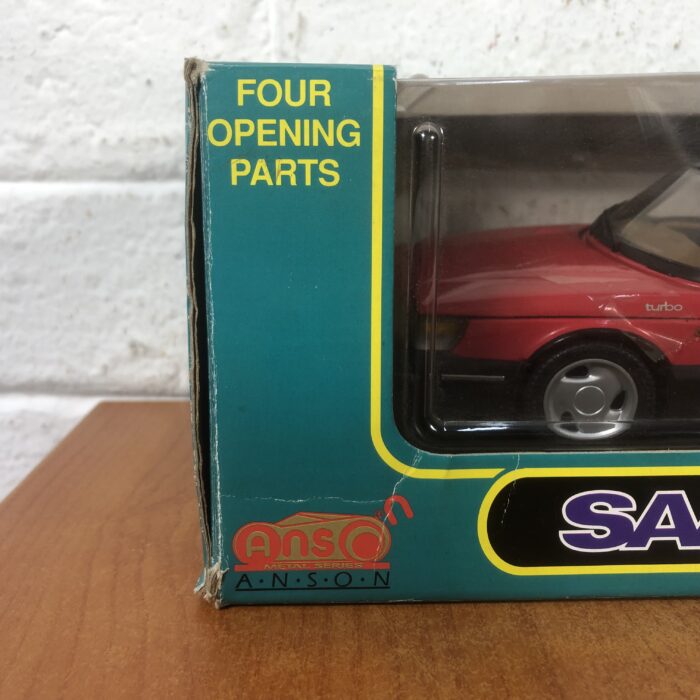 FOUR
OPENING
PARTS
turbo
SA
Anson
METAL SERIES
A·N·S·O·N